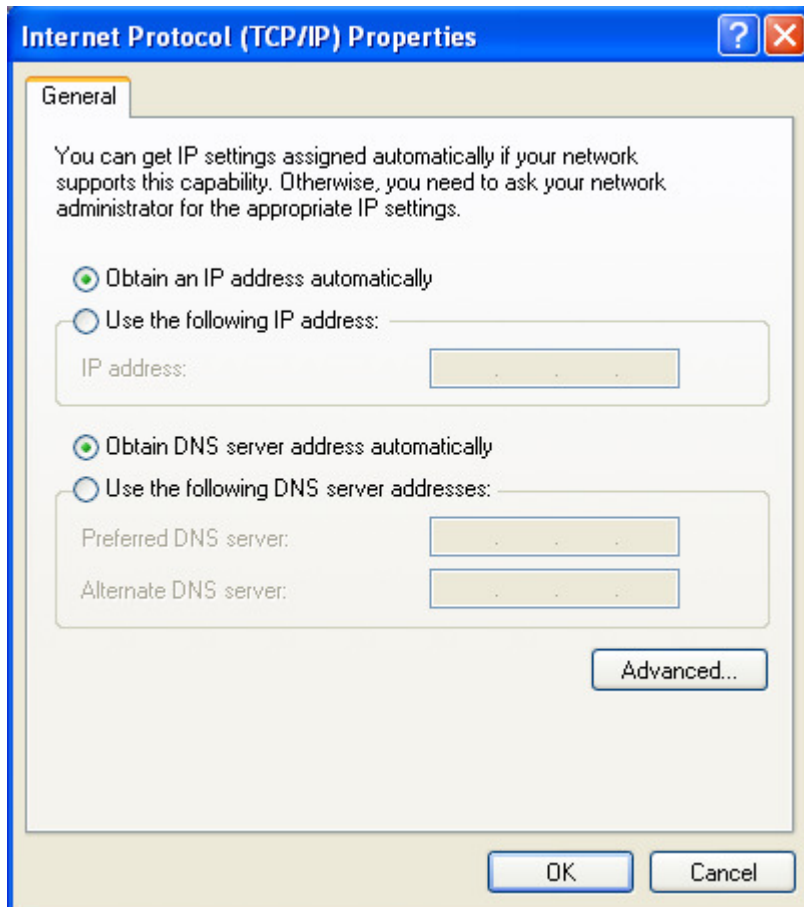 Internet Protocol (TCP/IP) Properties
General
You can get IP settings assigned automatically if your network
supports this capability. Otherwise, you need to ask your network
administrator for the appropriate IP settings.
Obtain an IP address automatically
Use the following IP address:
IP address:
Obtain DNS server address automatically
Use the following DNS server addresses:
Preferred DNS server:
Alternate DNS server:
Advanced...
OK Cancel